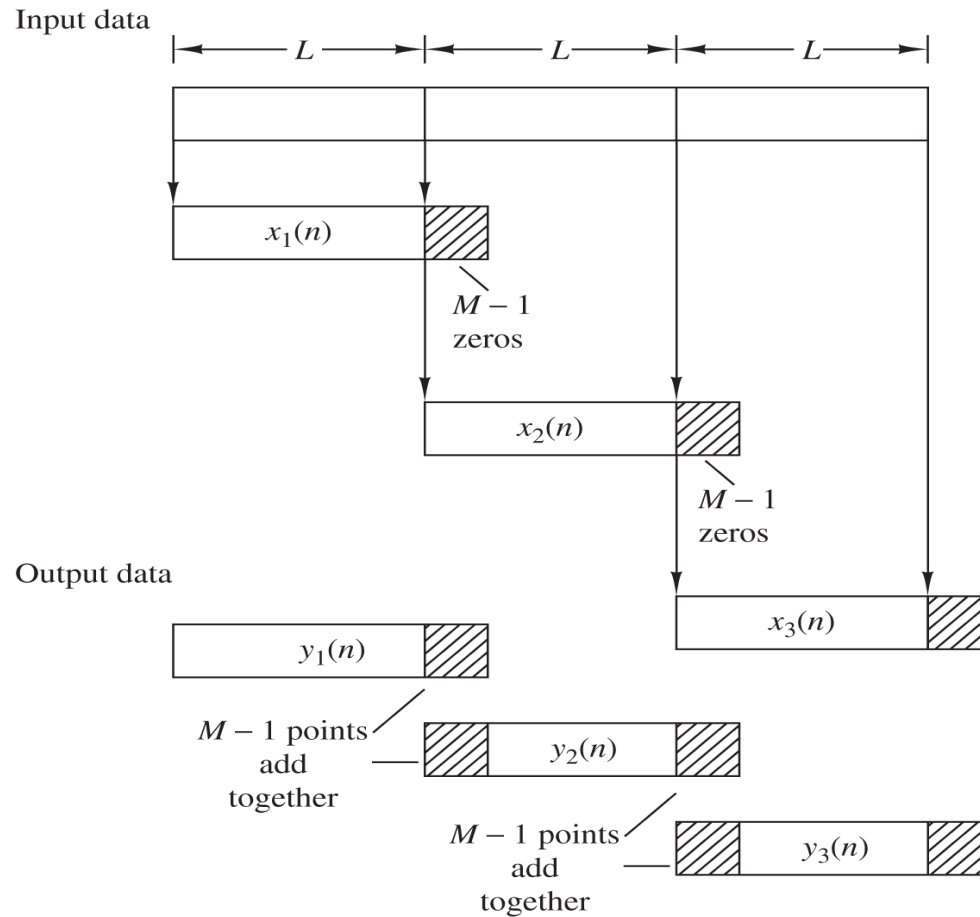 Input data
L L L
x₁(n)
M – 1
zeros
x₂(n)
M – 1
zeros
Output data
x₃(n)
y₁(n)
M – 1 points
add
together
y₂(n)
M – 1 points
add
together
y₃(n)